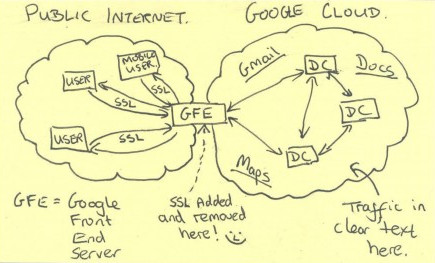 PUBLIC INTERNET.
GOOGLE CLOUD.
MOBILE
USER
USER
SSL
SSL
USER
SSL
GFE
Gmail
DC
Docs
DC
Maps
DC
GFE = Google
Front
End
Server
SSL Added
and removed
here! :-)
Traffic in
clear text
here.